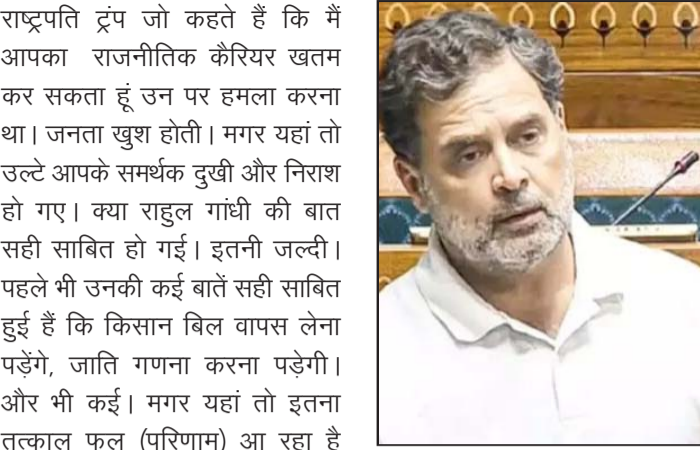 राष्ट्रपति ट्रंप जो कहते हैं कि मैं
आपका राजनीतिक कैरियर खतम
कर सकता हूं उन पर हमला करना
था। जनता खुश होती। मगर यहां तो
उल्टे आपके समर्थक दुखी और निराश
हो गए। क्या राहुल गांधी की बात
सही साबित हो गई। इतनी जल्दी।
पहले भी उनकी कई बातें सही साबित
हुई हैं कि किसान बिल वापस लेना
पड़ेंगे, जाति गणना करना पड़ेगी।
और भी कई। मगर यहां तो इतना
तत्काल फल (परिणाम) आ रहा है